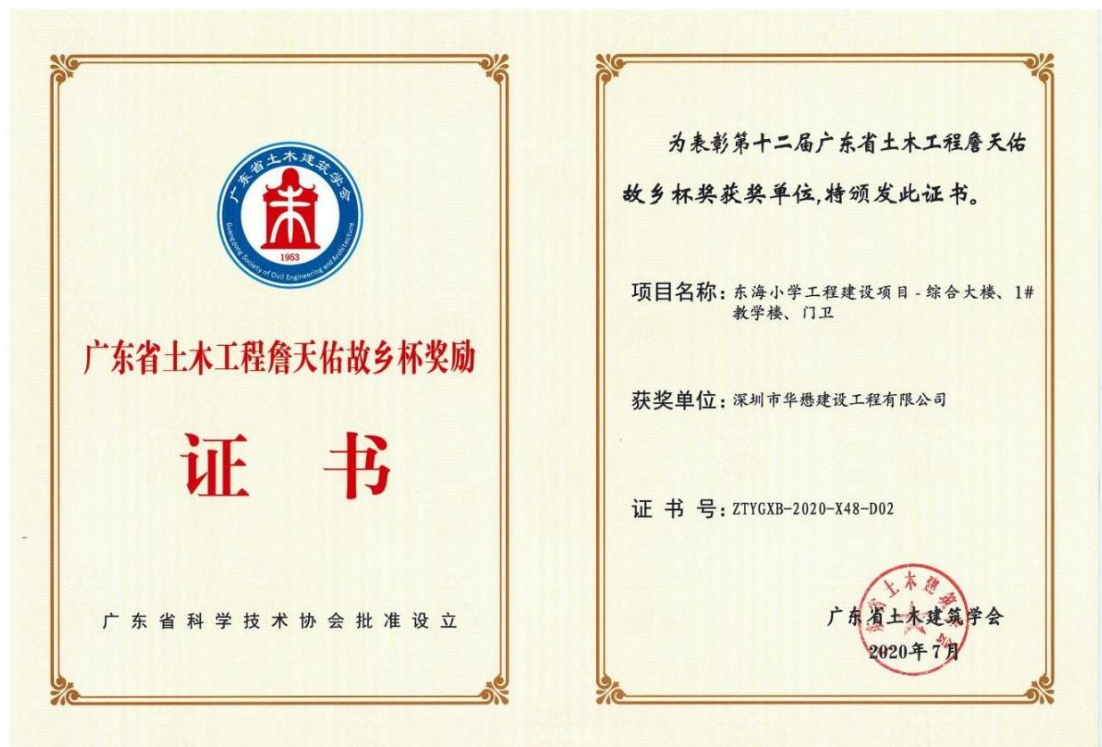 广东省土木建筑学会
1953
Guangdong Society of Civil Engineering and Architecture
广东省土木工程詹天佑故乡杯奖励
证 书
广东省科学技术协会批准设立
为表彰第十二届广东省土木工程詹天佑
故乡杯奖获奖单位,特颁发此证书。
项目名称:东海小学工程建设项目-综合大楼、1#
教学楼、门卫
获奖单位:深圳市华懋建设工程有限公司
证 书 号:ZTYGXB-2020-X48-D02
广东省土木建筑学会
2020年7月